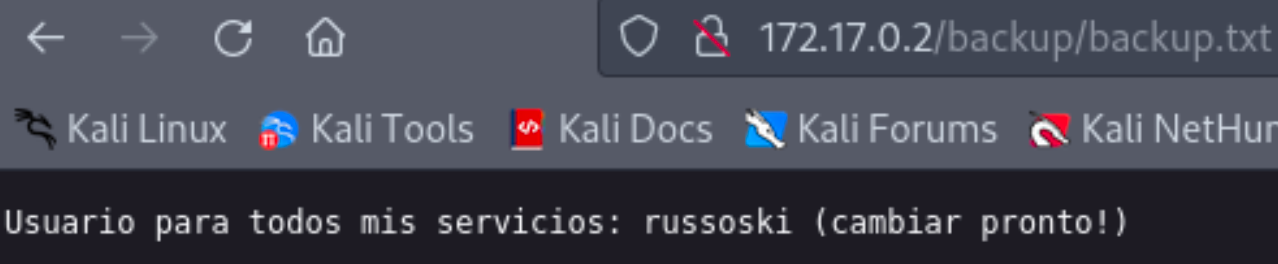 172.17.0.2/backup/backup.txt
Kali Linux Kali Tools Kali Docs Kali Forums Kali NetHun
Usuario para todos mis servicios: russoski (cambiar pronto!)